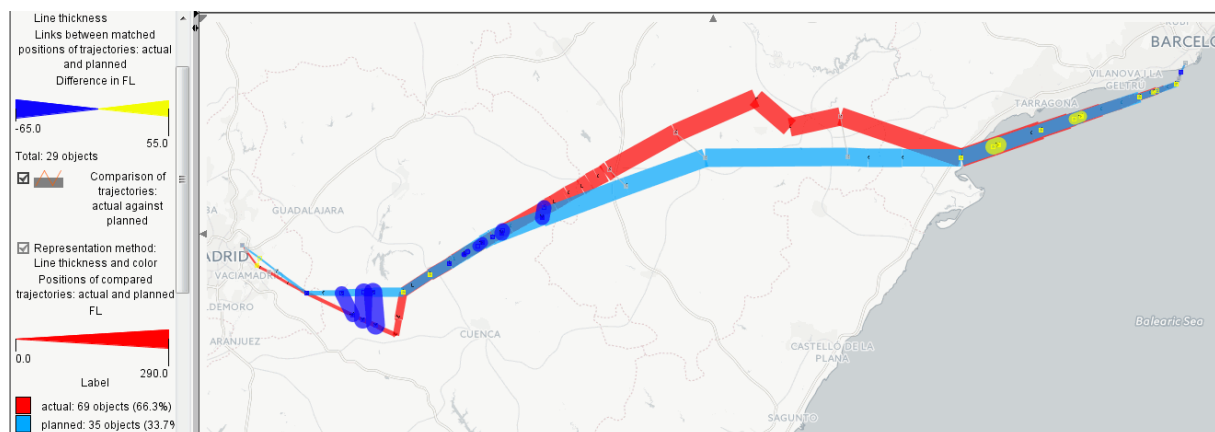 Line thickness
Links between matched
positions of trajectories: actual
and planned
Difference in FL
-65.0
55.0
Total: 29 objects
Comparison of
trajectories:
actual against
planned
Representation method:
Line thickness and color
Positions of compared
trajectories: actual and planned
FL
0.0
290.0
Label
actual: 69 objects (66.3%)
planned: 35 objects (33.7%
BARCELO
VILANOVA I LA
GELTRÚ
TARRAGONA
GUADALAJARA
ADRID
VACIAMAD
LDEMORO
ARANJUEZ
CUENCA
CASTELLÓ DE LA
PLANA
SAGUNTO
Balearic Sea